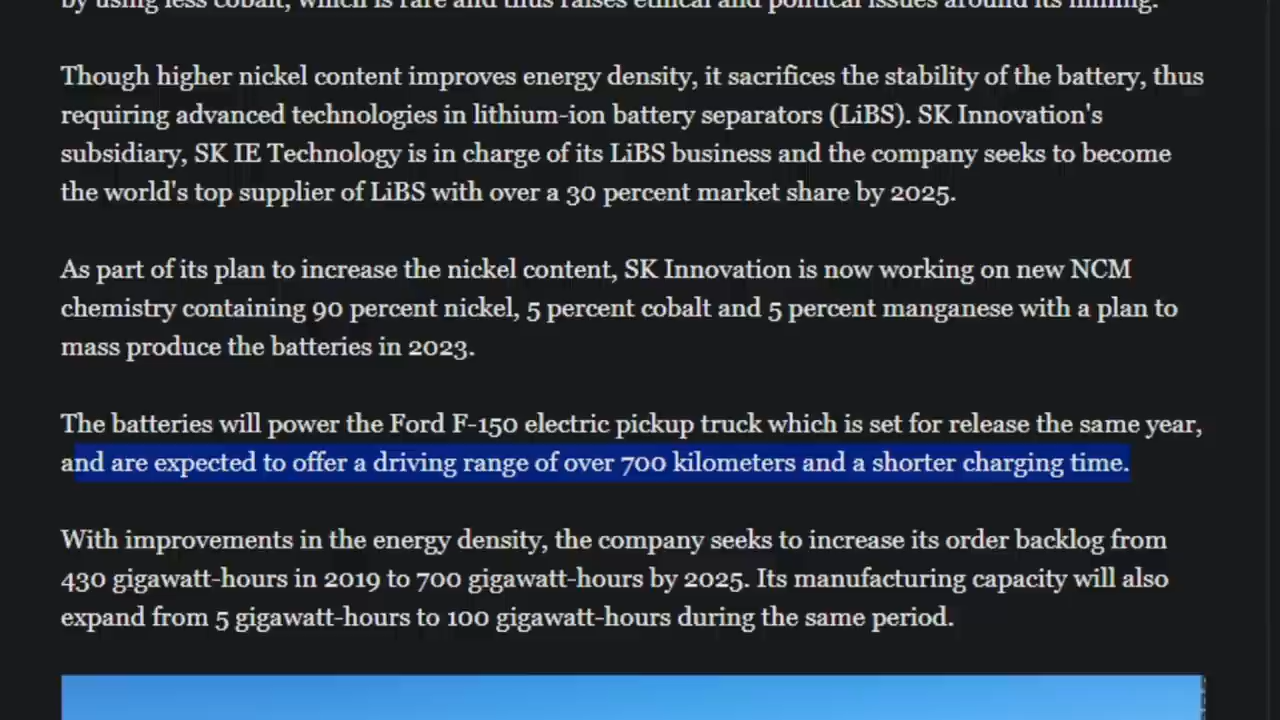 by using less cobalt, which is rare and thus raises ethical and political issues around its mining.
Though higher nickel content improves energy density, it sacrifices the stability of the battery, thus
requiring advanced technologies in lithium-ion battery separators (LiBS). SK Innovation's
subsidiary, SK IE Technology is in charge of its LiBS business and the company seeks to become
the world's top supplier of LiBS with over a 30 percent market share by 2025.
As part of its plan to increase the nickel content, SK Innovation is now working on new NCM
chemistry containing 90 percent nickel, 5 percent cobalt and 5 percent manganese with a plan to
mass produce the batteries in 2023.
The batteries will power the Ford F-150 electric pickup truck which is set for release the same year,
and are expected to offer a driving range of over 700 kilometers and a shorter charging time.
With improvements in the energy density, the company seeks to increase its order backlog from
430 gigawatt-hours in 2019 to 700 gigawatt-hours by 2025. Its manufacturing capacity will also
expand from 5 gigawatt-hours to 100 gigawatt-hours during the same period.